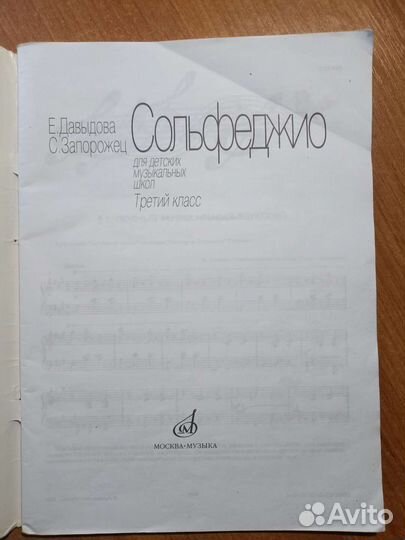 Е. Давыдова
С. Запорожец
Сольфеджио
для детских
музыкальных
школ
Третий класс
МОСКВА·МУЗЫКА
Avito